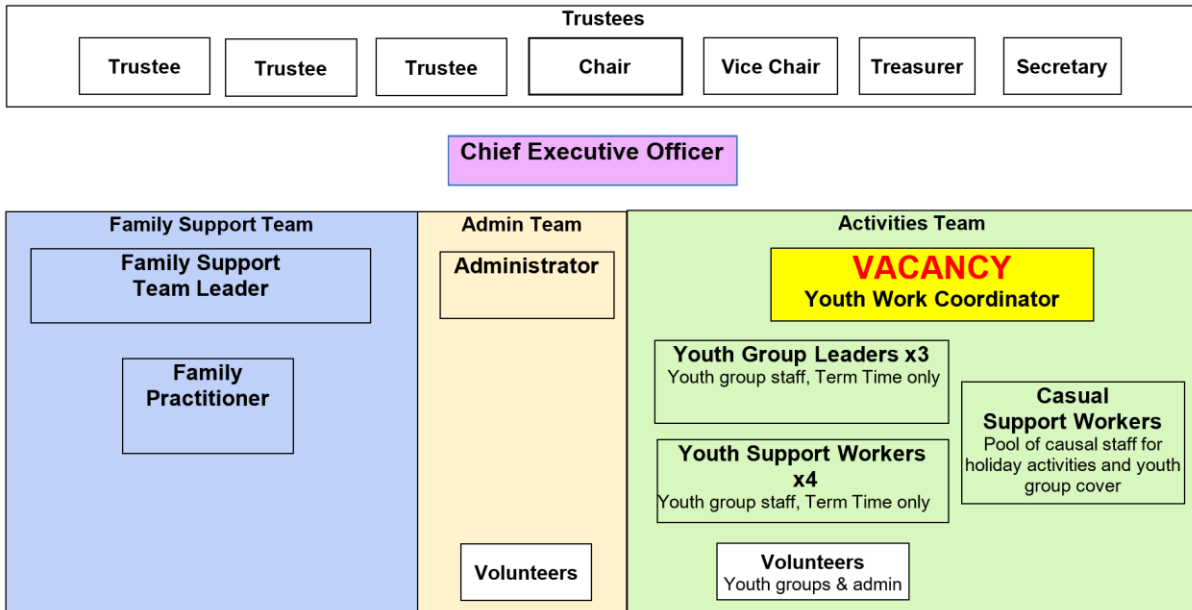 Trustees
Trustee
Trustee
Trustee
Chair
Vice Chair
Treasurer
Secretary
Chief Executive Officer
Family Support Team
Family Support
Team Leader
Family
Practitioner
Admin Team
Administrator
Volunteers
Activities Team
VACANCY
Youth Work Coordinator
Youth Group Leaders x3
Youth group staff, Term Time only
Youth Support Workers
x4
Youth group staff, Term Time only
Casual
Support Workers
Pool of causal staff for
holiday activities and youth
group cover
Volunteers
Youth groups & admin